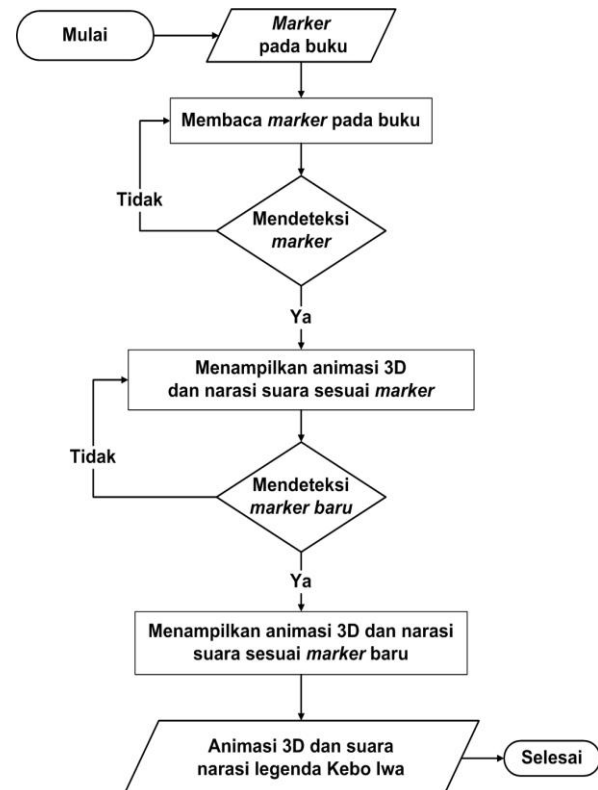 Mulai
Marker
pada buku
Membaca marker pada buku
Tidak
Mendeteksi
marker
Ya
Menampilkan animasi 3D
dan narasi suara sesuai marker
Tidak
Mendeteksi
marker baru
Ya
Menampilkan animasi 3D dan narasi
suara sesuai marker baru
Animasi 3D dan suara
narasi legenda Kebo Iwa
Selesai